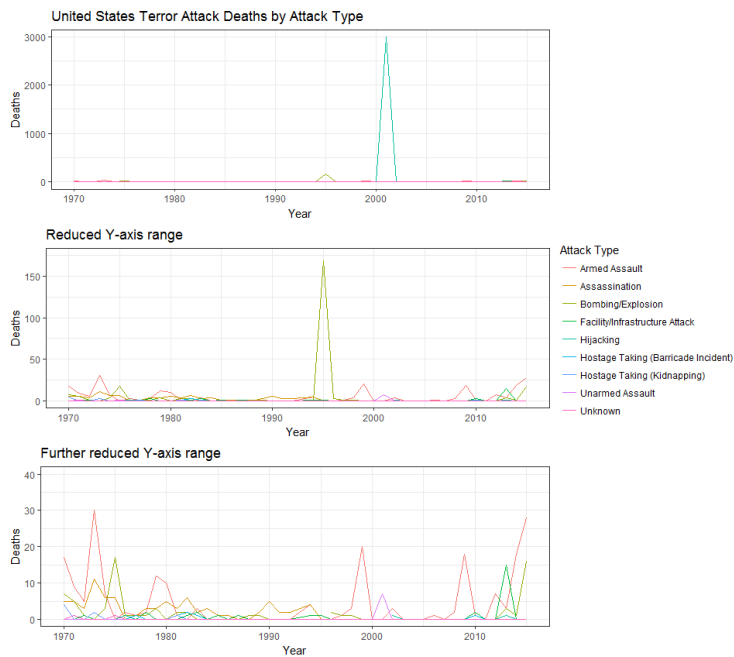 United States Terror Attack Deaths by Attack Type
3000
2000
1000
0
Deaths
1970 1980 1990 2000 2010
Year
Reduced Y-axis range
150
100
50
0
Deaths
1970 1980 1990 2000 2010
Year
Attack Type
Armed Assault
Assassination
Bombing/Explosion
Facility/Infrastructure Attack
Hijacking
Hostage Taking (Barricade Incident)
Hostage Taking (Kidnapping)
Unarmed Assault
Unknown
Further reduced Y-axis range
40
30
20
10
0
Deaths
1970 1980 1990 2000 2010
Year